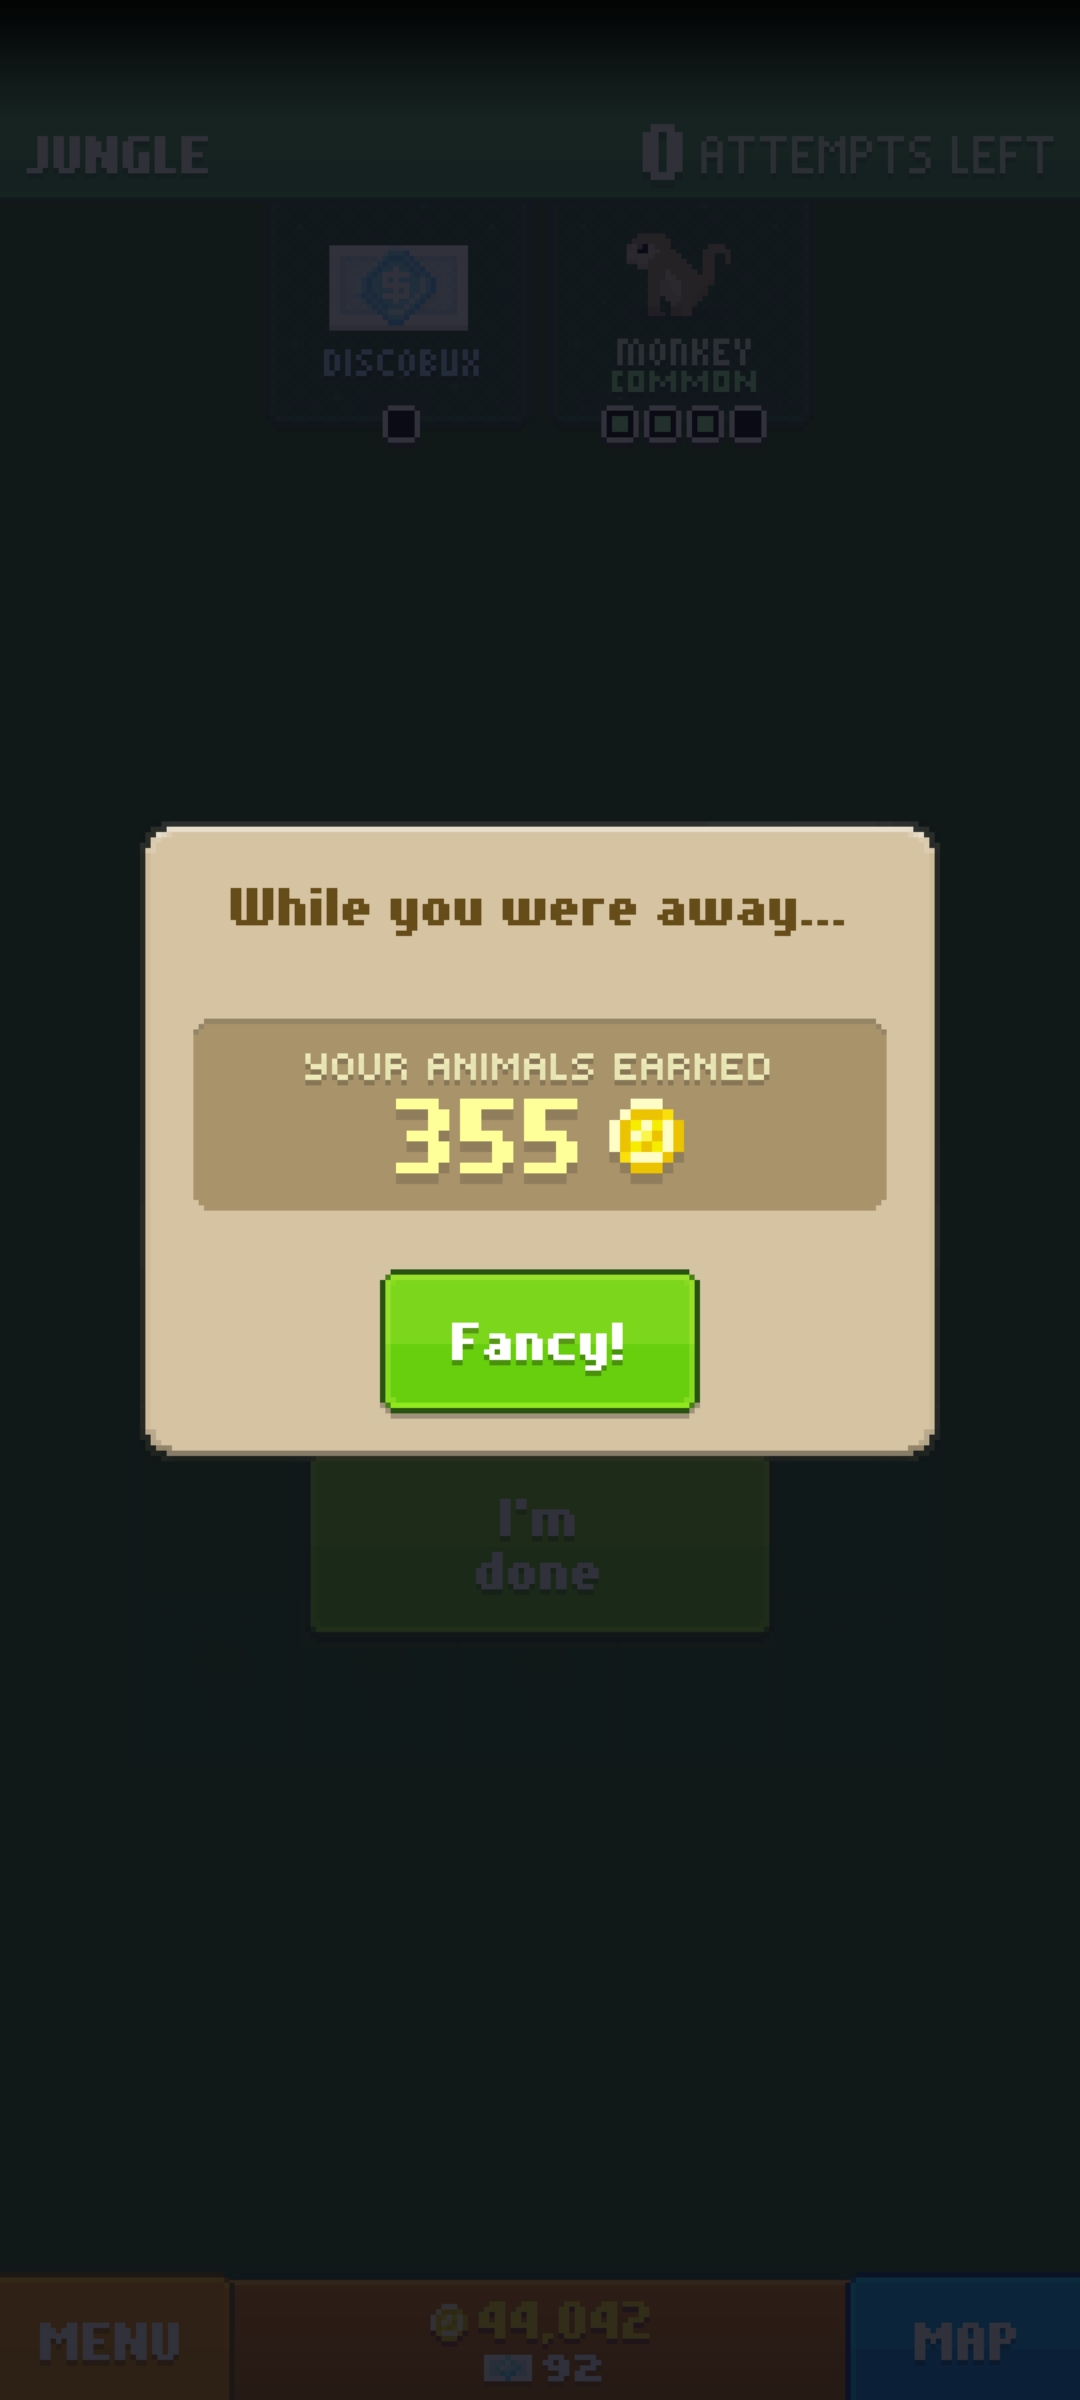 JUNGLE
0 ATTEMPTS LEFT
DISCOBUX
MONKEY
COMMON
While you were away...
YOUR ANIMALS EARNED
355
Fancy!
I'm
done
MENU
44,042
92
MAP